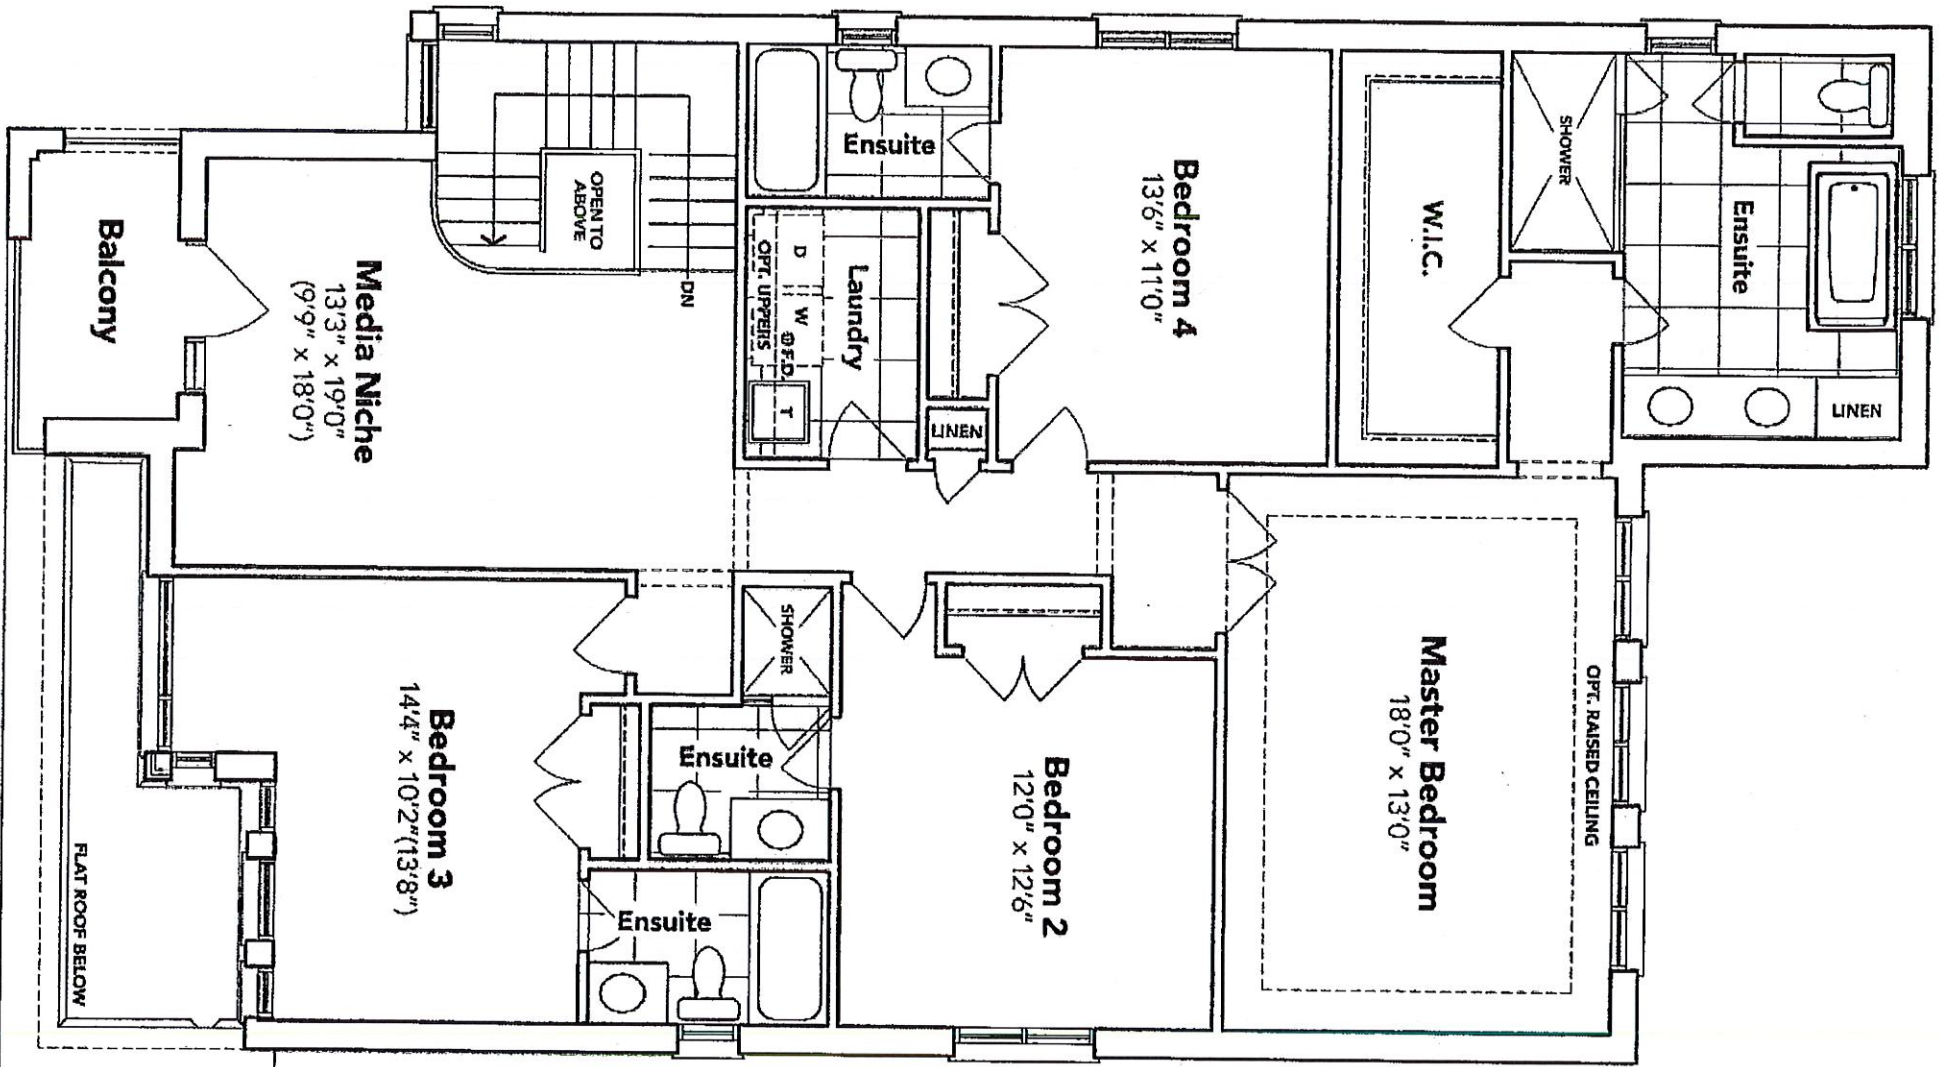 Ensuite
LINEN
SHOWER
W.I.C.
Master Bedroom
18'0" x 13'0"
OPT. RAISED CEILING
Bedroom 4
13'6" x 11'0"
Ensuite
Laundry
D
W
F.D.
OPT. UPPERS
T
LINEN
OPEN TO
ABOVE
DN
Media Niche
13'3" x 19'0"
(9'9" x 18'0")
Balcony
Bedroom 2
12'0" x 12'6"
SHOWER
Ensuite
Ensuite
Bedroom 3
14'4" x 10'2"(13'8")
FLAT ROOF BELOW